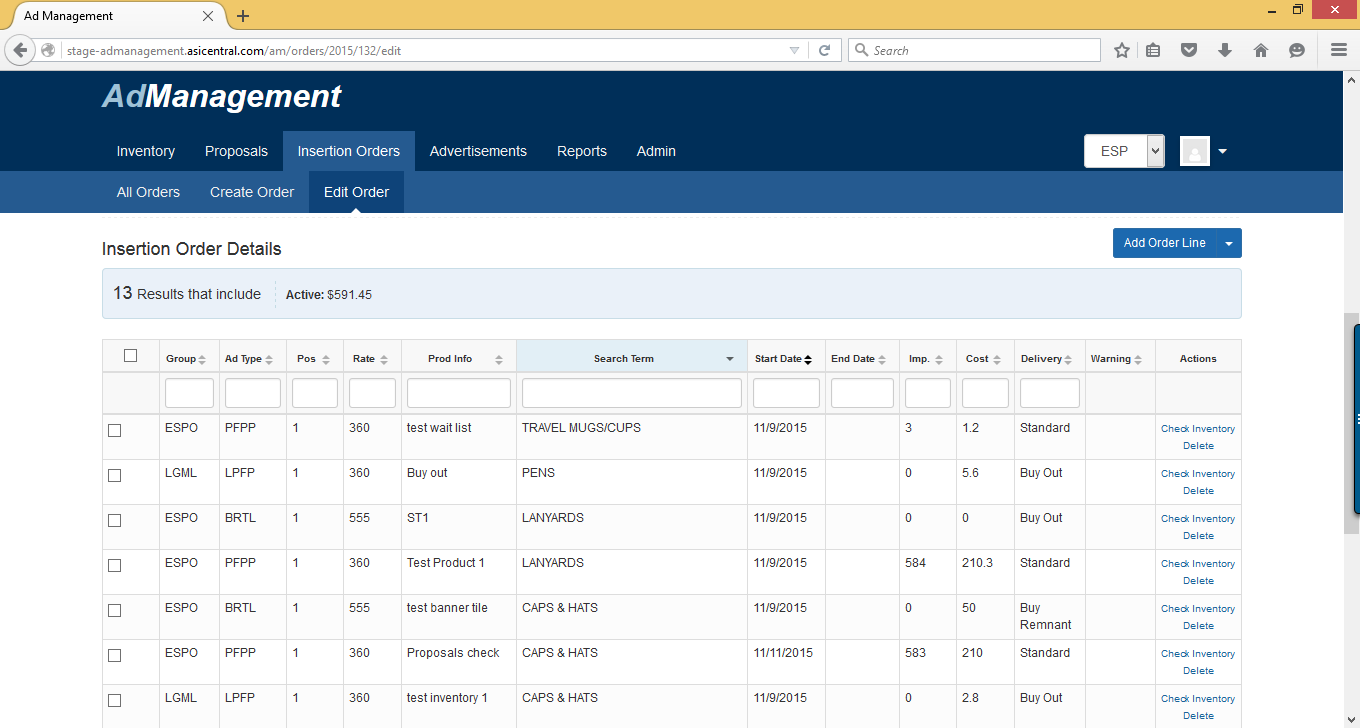 Ad Management
stage-admanagement.asicentral.com/am/orders/2015/132/edit
Search
AdManagement
Inventory Proposals Insertion Orders Advertisements Reports Admin ESP
All Orders Create Order Edit Order
Insertion Order Details Add Order Line
13 Results that include Active: $591.45
Group Ad Type Pos Rate Prod Info Search Term Start Date End Date Imp. Cost Delivery Warning Actions
ESPO PFPP 1 360 test wait list TRAVEL MUGS/CUPS 11/9/2015 3 1.2 Standard Check Inventory
Delete
LGML LPFP 1 360 Buy out PENS 11/9/2015 0 5.6 Buy Out Check Inventory
Delete
ESPO BRTL 1 555 ST1 LANYARDS 11/9/2015 0 0 Buy Out Check Inventory
Delete
ESPO PFPP 1 360 Test Product 1 LANYARDS 11/9/2015 584 210.3 Standard Check Inventory
Delete
ESPO BRTL 1 555 test banner tile CAPS & HATS 11/9/2015 0 50 Buy Check Inventory
Remnant Delete
ESPO PFPP 1 360 Proposals check CAPS & HATS 11/11/2015 583 210 Standard Check Inventory
Delete
LGML LPFP 1 360 test inventory 1 CAPS & HATS 11/9/2015 0 2.8 Buy Out Check Inventory
Delete